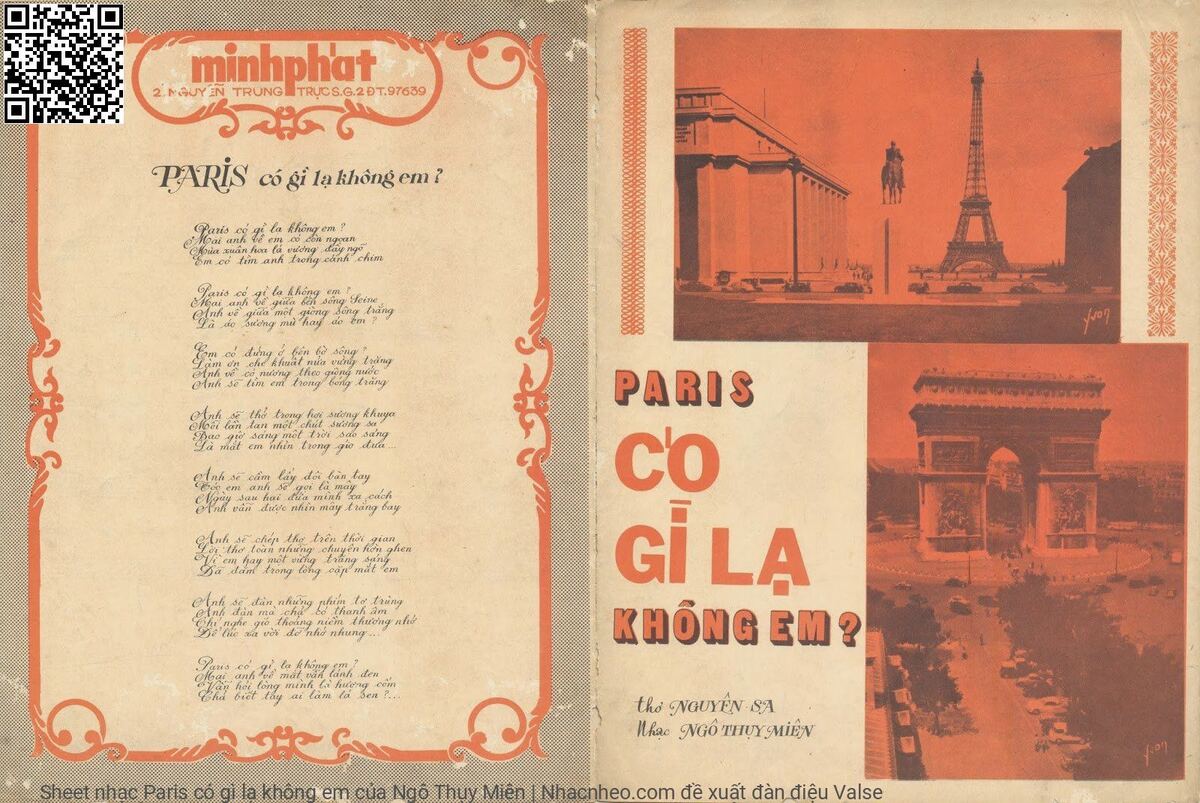 minhphát
2. NGUYỄN TRUNG TRỰC S.G.2 ĐT.97639
PARIS có gì lạ không em ?
Paris có gì lạ không em ?
Mai anh về em có còn ngoan
Mùa xuân hoa lá vương đầy ngõ
Em có tìm anh trong cánh chim
Paris có gì lạ không em ?
Mai anh về giữa bến sông Seine
Anh về giữa một giòng sông trắng
Là áo sương mù hay áo em ?
Em có đứng ở bên bờ sông ?
Làm ơn che khuất nửa vừng trăng
Anh về có nương theo giòng nước
Anh sẽ tìm em trong bóng trăng
Anh sẽ thở trong hơi sương khuya
Mỗi lần tan một chút sương sa
Bao giờ sáng một trời sao sáng
Là mắt em nhìn trong gió đưa...
Anh sẽ cầm lấy đôi bàn tay
Tóc em anh sẽ gọi là mây
Ngày sau hai đứa mình xa cách
Anh vẫn được nhìn mây trắng bay
Anh sẽ chép thơ trên thời gian
Lời thơ toàn những chuyện hờn ghen
Vì em hay một vừng trăng sáng
Đã đắm trong lòng cặp mắt em
Anh sẽ đàn những phím tơ trùng
Anh đàn mà chả có thanh âm
Chỉ nghe gió thoảng niềm thương nhớ
Để lúc xa vời đỡ nhớ nhung...
Paris có gì lạ không em ?
Mai anh về mắt vẫn lánh đen
Vẫn hỏi lòng mình là hương cốm
Chả biết tay ai làm lá sen ?...
yvon
PARIS
CÓ
GÌ LẠ
KHÔNG EM ?
thơ NGUYÊN SA
Nhạc NGÔ THỤY MIÊN
yvon
Sheet nhạc Paris có gì lạ không em của Ngô Thụy Miên | Nhacnheo.com đề xuất đàn điệu Valse